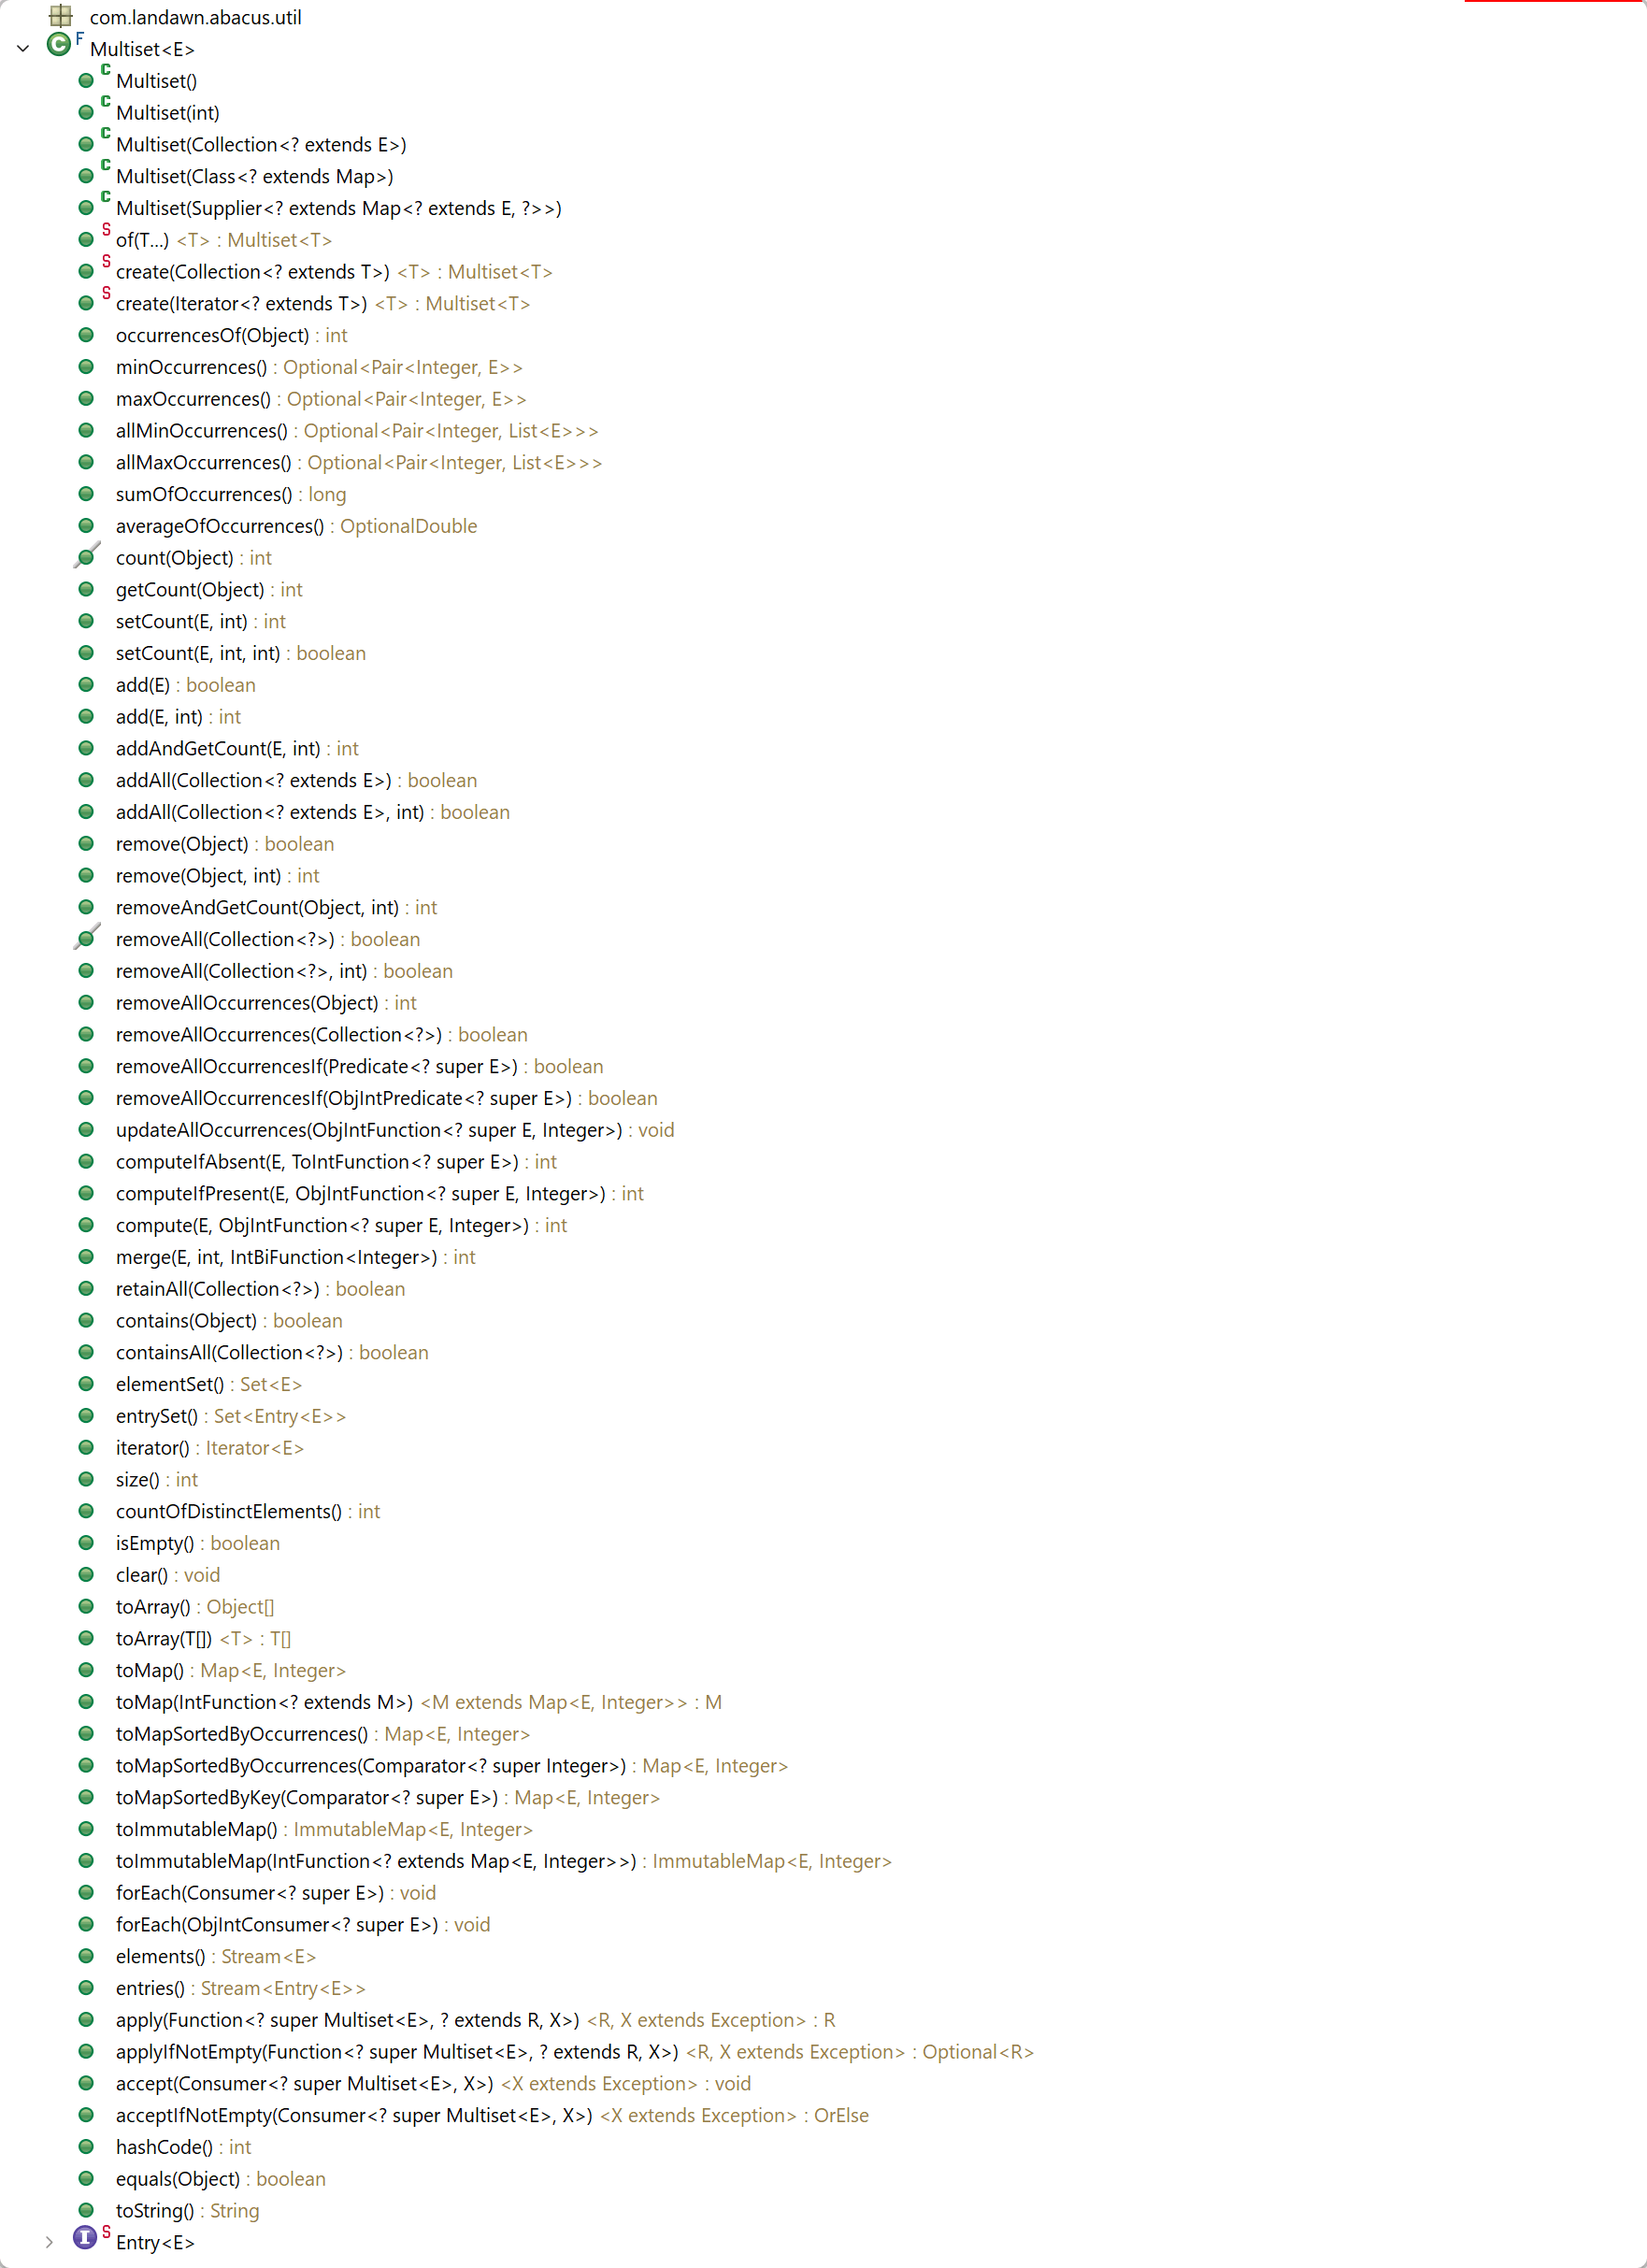 com.landawn.abacus.util
F Multiset<E>
C Multiset()
C Multiset(int)
C Multiset(Collection<? extends E>)
C Multiset(Class<? extends Map>)
C Multiset(Supplier<? extends Map<? extends E, ?>>)
S of(T...) <T> : Multiset<T>
S create(Collection<? extends T>) <T> : Multiset<T>
S create(Iterator<? extends T>) <T> : Multiset<T>
occurrencesOf(Object) : int
minOccurrences() : Optional<Pair<Integer, E>>
maxOccurrences() : Optional<Pair<Integer, E>>
allMinOccurrences() : Optional<Pair<Integer, List<E>>>
allMaxOccurrences() : Optional<Pair<Integer, List<E>>>
sumOfOccurrences() : long
averageOfOccurrences() : OptionalDouble
count(Object) : int
getCount(Object) : int
setCount(E, int) : int
setCount(E, int, int) : boolean
add(E) : boolean
add(E, int) : int
addAndGetCount(E, int) : int
addAll(Collection<? extends E>) : boolean
addAll(Collection<? extends E>, int) : boolean
remove(Object) : boolean
remove(Object, int) : int
removeAndGetCount(Object, int) : int
removeAll(Collection<?>) : boolean
removeAll(Collection<?>, int) : boolean
removeAllOccurrences(Object) : int
removeAllOccurrences(Collection<?>) : boolean
removeAllOccurrencesIf(Predicate<? super E>) : boolean
removeAllOccurrencesIf(ObjIntPredicate<? super E>) : boolean
updateAllOccurrences(ObjIntFunction<? super E, Integer>) : void
computeIfAbsent(E, ToIntFunction<? super E>) : int
computeIfPresent(E, ObjIntFunction<? super E, Integer>) : int
compute(E, ObjIntFunction<? super E, Integer>) : int
merge(E, int, IntBiFunction<Integer>) : int
retainAll(Collection<?>) : boolean
contains(Object) : boolean
containsAll(Collection<?>) : boolean
elementSet() : Set<E>
entrySet() : Set<Entry<E>>
iterator() : Iterator<E>
size() : int
countOfDistinctElements() : int
isEmpty() : boolean
clear() : void
toArray() : Object[]
toArray(T[]) <T> : T[]
toMap() : Map<E, Integer>
toMap(IntFunction<? extends M>) <M extends Map<E, Integer>> : M
toMapSortedByOccurrences() : Map<E, Integer>
toMapSortedByOccurrences(Comparator<? super Integer>) : Map<E, Integer>
toMapSortedByKey(Comparator<? super E>) : Map<E, Integer>
toImmutableMap() : ImmutableMap<E, Integer>
toImmutableMap(IntFunction<? extends Map<E, Integer>>) : ImmutableMap<E, Integer>
forEach(Consumer<? super E>) : void
forEach(ObjIntConsumer<? super E>) : void
elements() : Stream<E>
entries() : Stream<Entry<E>>
apply(Function<? super Multiset<E>, ? extends R, X>) <R, X extends Exception> : R
applyIfNotEmpty(Function<? super Multiset<E>, ? extends R, X>) <R, X extends Exception> : Optional<R>
accept(Consumer<? super Multiset<E>, X>) <X extends Exception> : void
acceptIfNotEmpty(Consumer<? super Multiset<E>, X>) <X extends Exception> : OrElse
hashCode() : int
equals(Object) : boolean
toString() : String
S Entry<E>